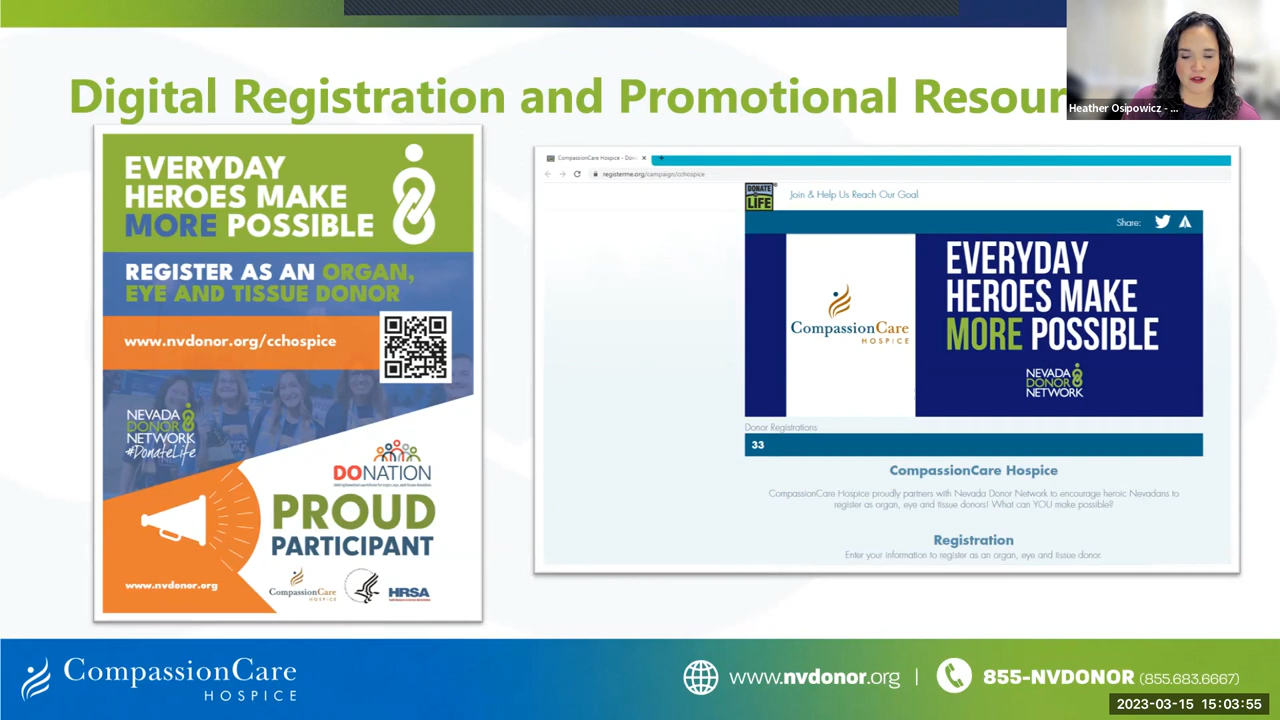 Digital Registration and Promotional Resour
Heather Osipowicz - ...
EVERYDAY
HEROES MAKE
MORE POSSIBLE
REGISTER AS AN ORGAN,
EYE AND TISSUE DONOR
www.nvdonor.org/cchospice
NEVADA
DONOR
NETWORK
#DonateLife
DONATION
PROUD
PARTICIPANT
www.nvdonor.org
CompassionCare
HOSPICE
HRSA
CompassionCare Hospice - Don
registerme.org/campaign/cchospice
DONATE
LIFE
Join & Help Us Reach Our Goal
Share:
CompassionCare
HOSPICE
EVERYDAY
HEROES MAKE
MORE POSSIBLE
NEVADA
DONOR
NETWORK
Donor Registrations
33
CompassionCare Hospice
CompassionCare Hospice proudly partners with Nevada Donor Network to encourage heroic Nevadans to
register as organ, eye and tissue donors! What can YOU make possible?
Registration
Enter your information to register as an organ, eye and tissue donor.
CompassionCare
HOSPICE
www.nvdonor.org
855-NVDONOR (855.683.6667)
2023-03-15 15:03:55